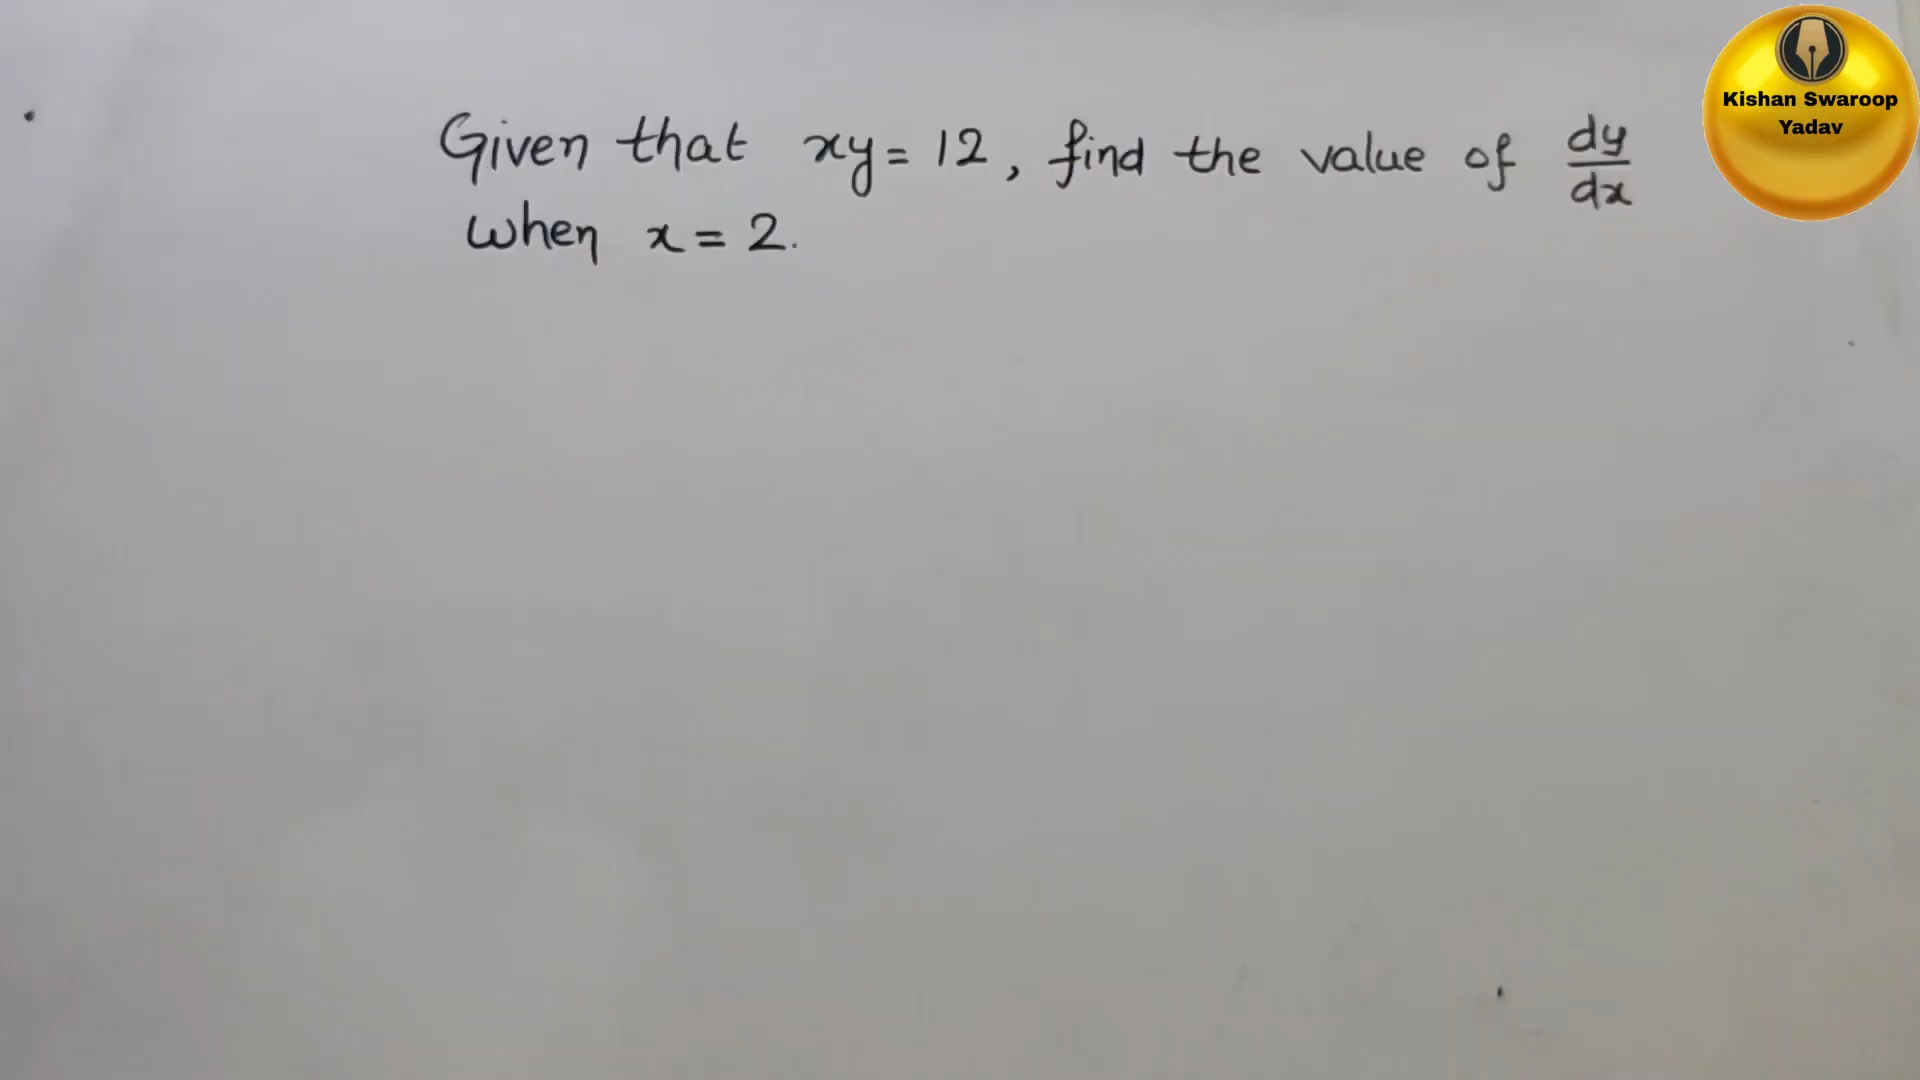 Given that xy = 12, find the value of dy/dx
when x = 2.
Kishan Swaroop
Yadav